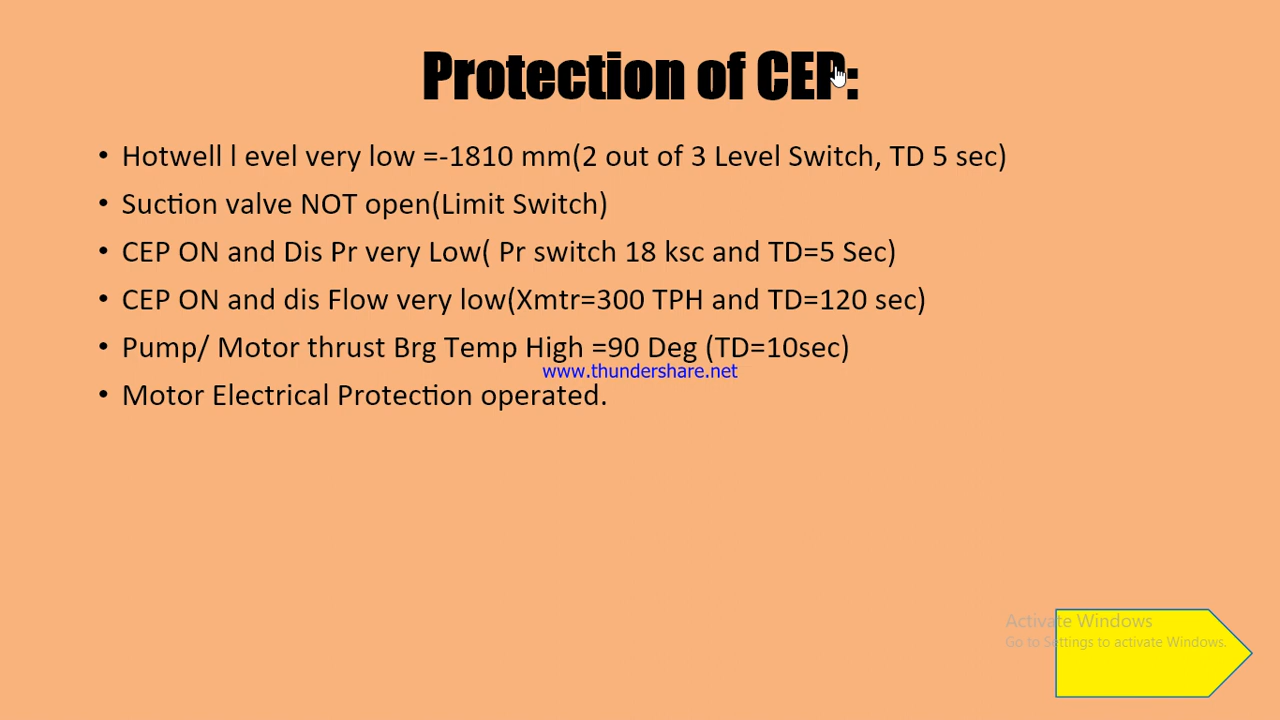 Protection of CEP:
• Hotwell l evel very low =-1810 mm(2 out of 3 Level Switch, TD 5 sec)
• Suction valve NOT open(Limit Switch)
• CEP ON and Dis Pr very Low( Pr switch 18 ksc and TD=5 Sec)
• CEP ON and dis Flow very low(Xmtr=300 TPH and TD=120 sec)
• Pump/ Motor thrust Brg Temp High =90 Deg (TD=10sec)
www.thundershare.net
• Motor Electrical Protection operated.
Activate Windows
Go to Settings to activate Windows.